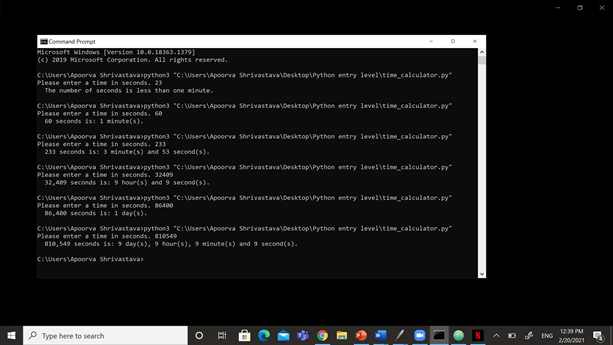 Command Prompt
Microsoft Windows [Version 10.0.18363.1379]
(c) 2019 Microsoft Corporation. All rights reserved.
C:\Users\Apoorva Shrivastava>python3 "C:\Users\Apoorva Shrivastava\Desktop\Python entry level\time_calculator.py"
Please enter a time in seconds. 23
The number of seconds is less than one minute.
C:\Users\Apoorva Shrivastava>python3 "C:\Users\Apoorva Shrivastava\Desktop\Python entry level\time_calculator.py"
Please enter a time in seconds. 60
60 seconds is: 1 minute(s).
C:\Users\Apoorva Shrivastava>python3 "C:\Users\Apoorva Shrivastava\Desktop\Python entry level\time_calculator.py"
Please enter a time in seconds. 233
233 seconds is: 3 minute(s) and 53 second(s).
C:\Users\Apoorva Shrivastava>python3 "C:\Users\Apoorva Shrivastava\Desktop\Python entry level\time_calculator.py"
Please enter a time in seconds. 32409
32,409 seconds is: 9 hour(s) and 9 second(s).
C:\Users\Apoorva Shrivastava>python3 "C:\Users\Apoorva Shrivastava\Desktop\Python entry level\time_calculator.py"
Please enter a time in seconds. 86400
86,400 seconds is: 1 day(s).
C:\Users\Apoorva Shrivastava>python3 "C:\Users\Apoorva Shrivastava\Desktop\Python entry level\time_calculator.py"
Please enter a time in seconds. 810549
810,549 seconds is: 9 day(s), 9 hour(s), 9 minute(s) and 9 second(s).
C:\Users\Apoorva Shrivastava>
Type here to search
ENG
12:39 PM
2/20/2021
4